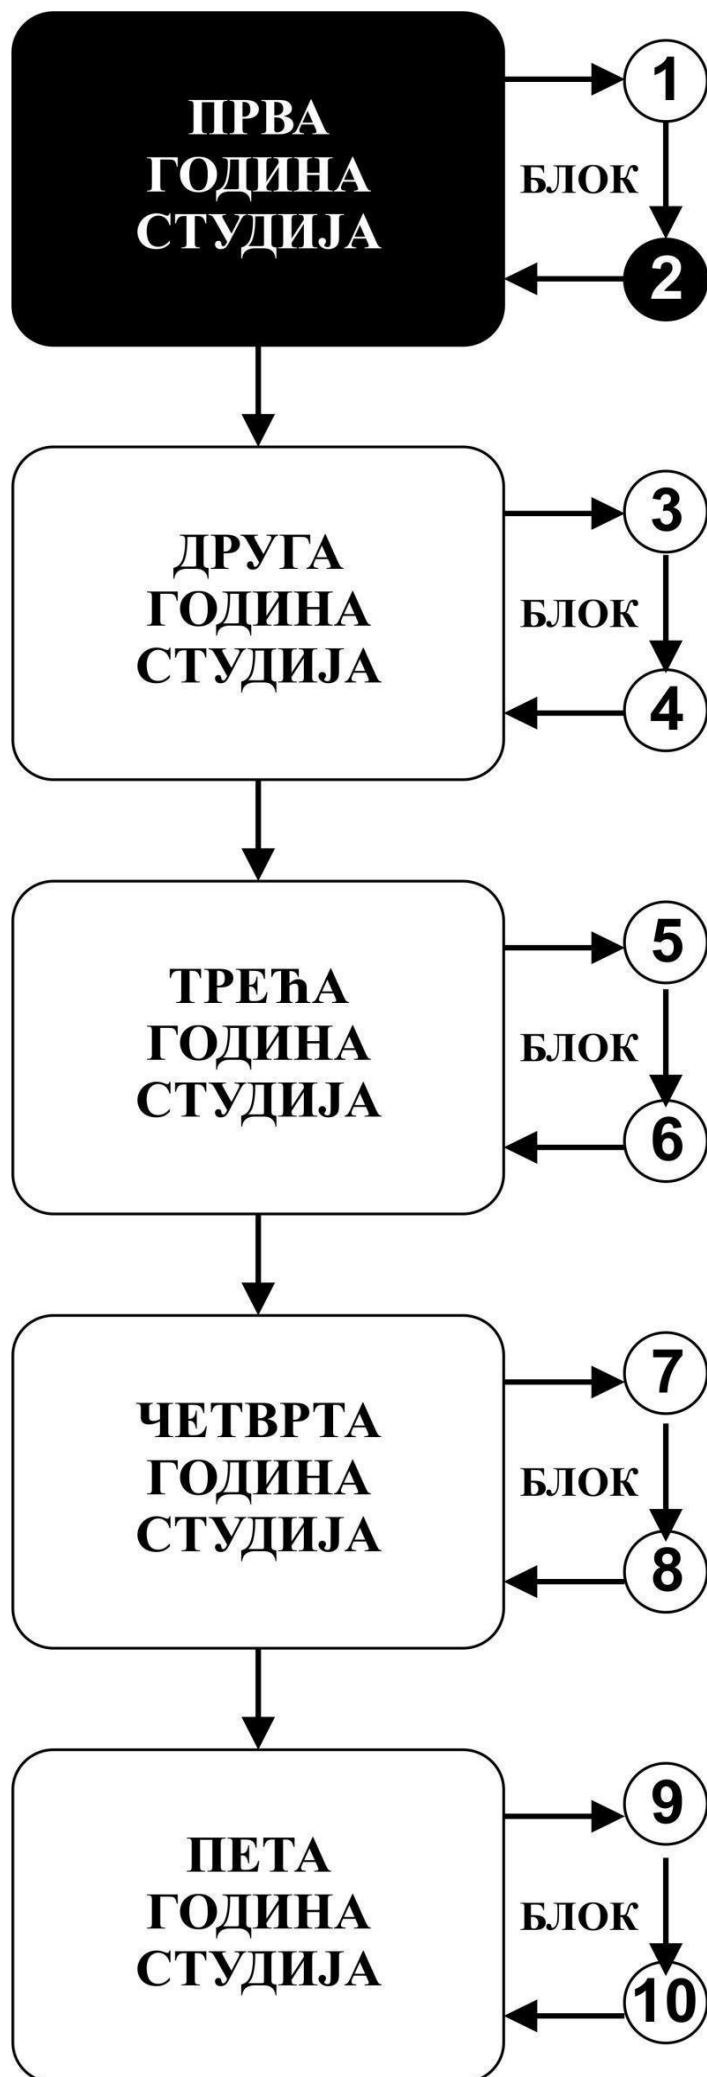 ПРВА
ГОДИНА
СТУДИЈА
1
БЛОК
2
ДРУГА
ГОДИНА
СТУДИЈА
3
БЛОК
4
ТРЕЋА
ГОДИНА
СТУДИЈА
5
БЛОК
6
ЧЕТВРТА
ГОДИНА
СТУДИЈА
7
БЛОК
8
ПЕТА
ГОДИНА
СТУДИЈА
9
БЛОК
10